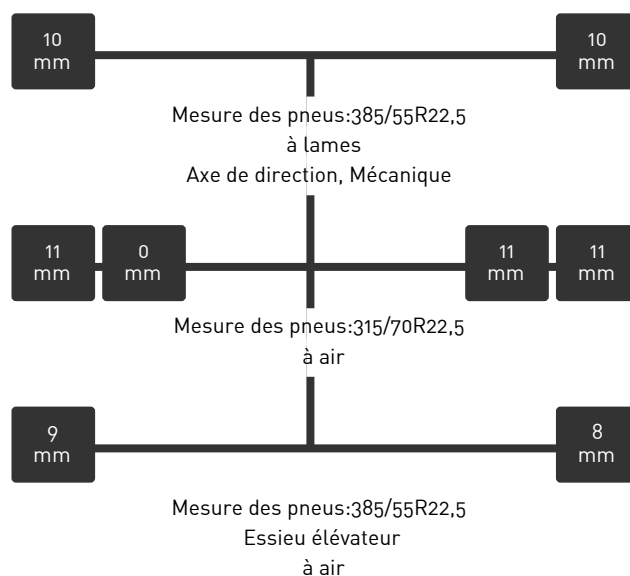 10
mm
10
mm
Mesure des pneus:385/55R22,5
à lames
Axe de direction, Mécanique
11
mm
0
mm
11
mm
11
mm
Mesure des pneus:315/70R22,5
à air
9
mm
8
mm
Mesure des pneus:385/55R22,5
Essieu élévateur
à air